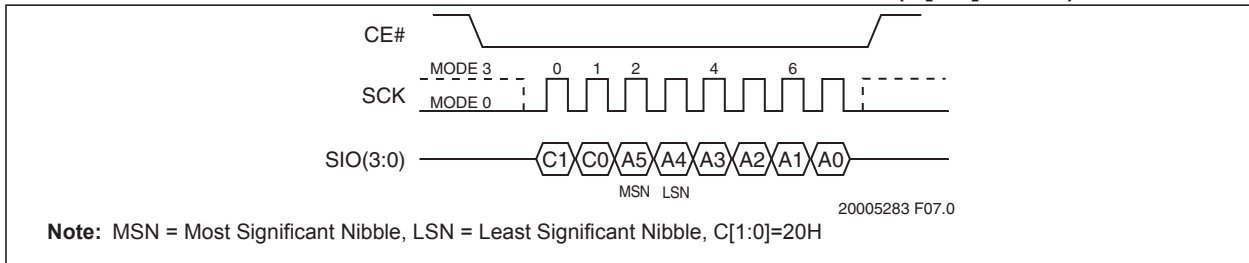 CE#
MODE 3 0 1 2 4 6
SCK
MODE 0
SIO(3:0) C1 C0 A5 A4 A3 A2 A1 A0
MSN LSN
20005283 F07.0
Note: MSN = Most Significant Nibble, LSN = Least Significant Nibble, C[1:0]=20H